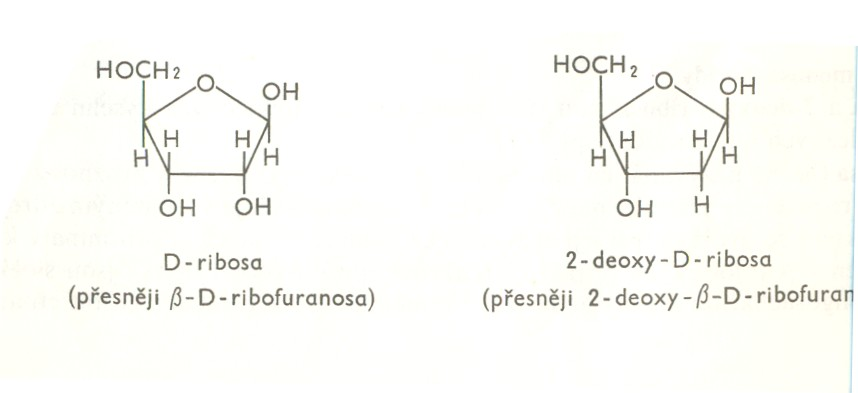 HOCH2
O
OH
H
H
H
H
OH
OH
D-ribosa
(přesněji β-D-ribofuranosa)
HOCH2
O
OH
H
H
H
H
OH
H
2-deoxy-D-ribosa
(přesněji 2-deoxy-β-D-ribofuran